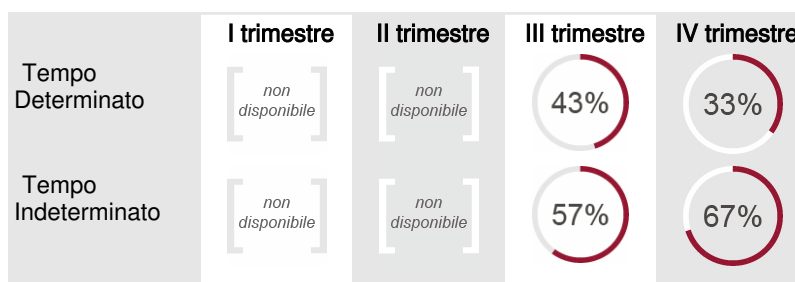 I trimestre II trimestre III trimestre IV trimestre
Tempo
Determinato
non
disponibile
non
disponibile
43%
33%
Tempo
Indeterminato
non
disponibile
non
disponibile
57%
67%